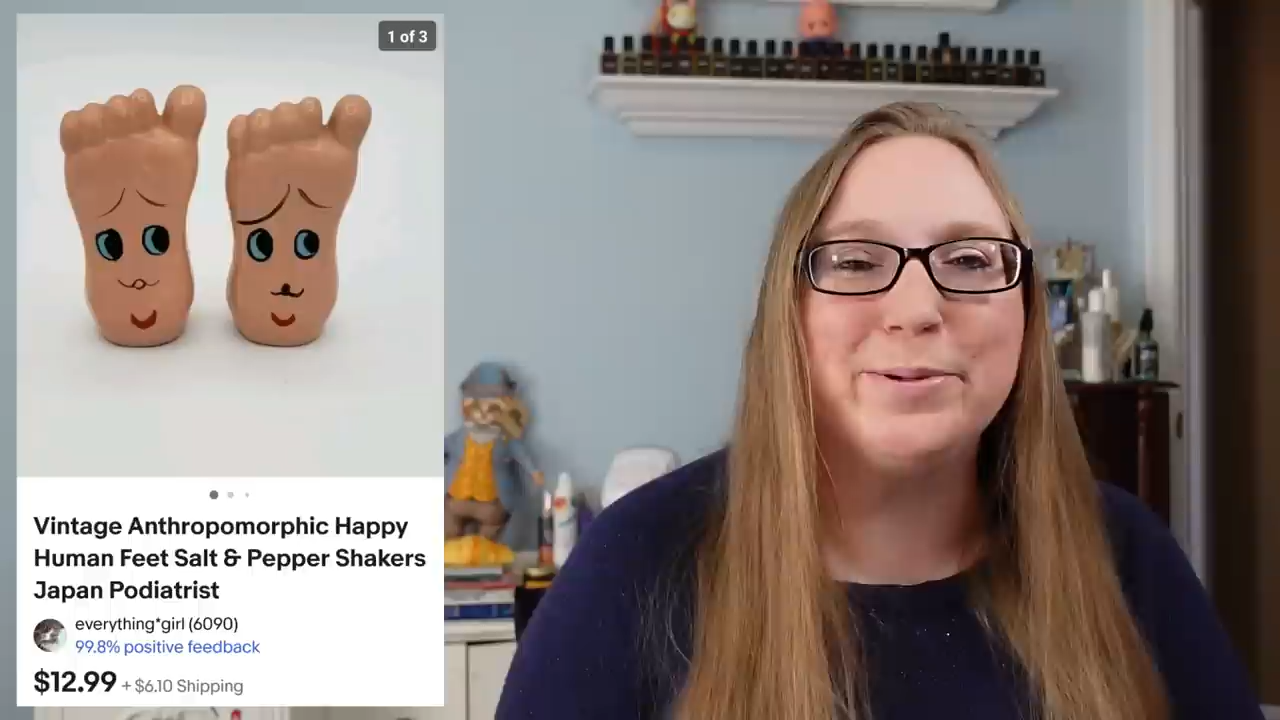 1 of 3
Vintage Anthropomorphic Happy
Human Feet Salt & Pepper Shakers
Japan Podiatrist
everything*girl (6090)
99.8% positive feedback
$12.99 + $6.10 Shipping